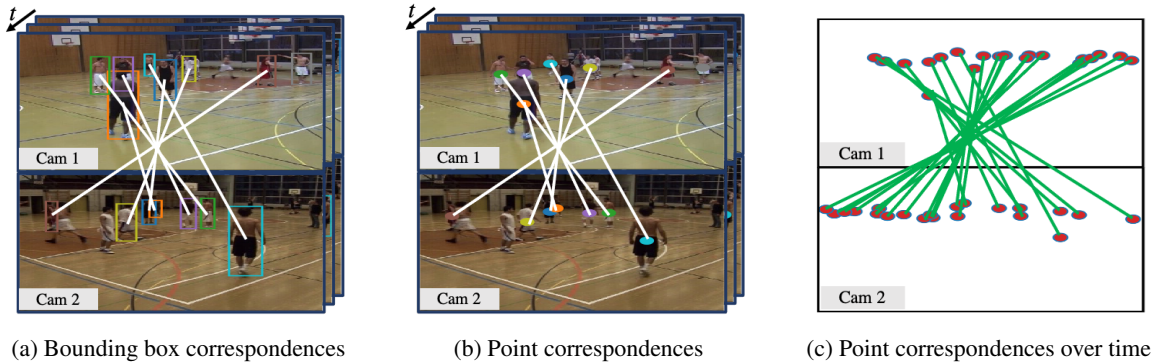 t
t
Cam 1
Cam 1
Cam 1
Cam 2
Cam 2
Cam 2
(a) Bounding box correspondences
(b) Point correspondences
(c) Point correspondences over time